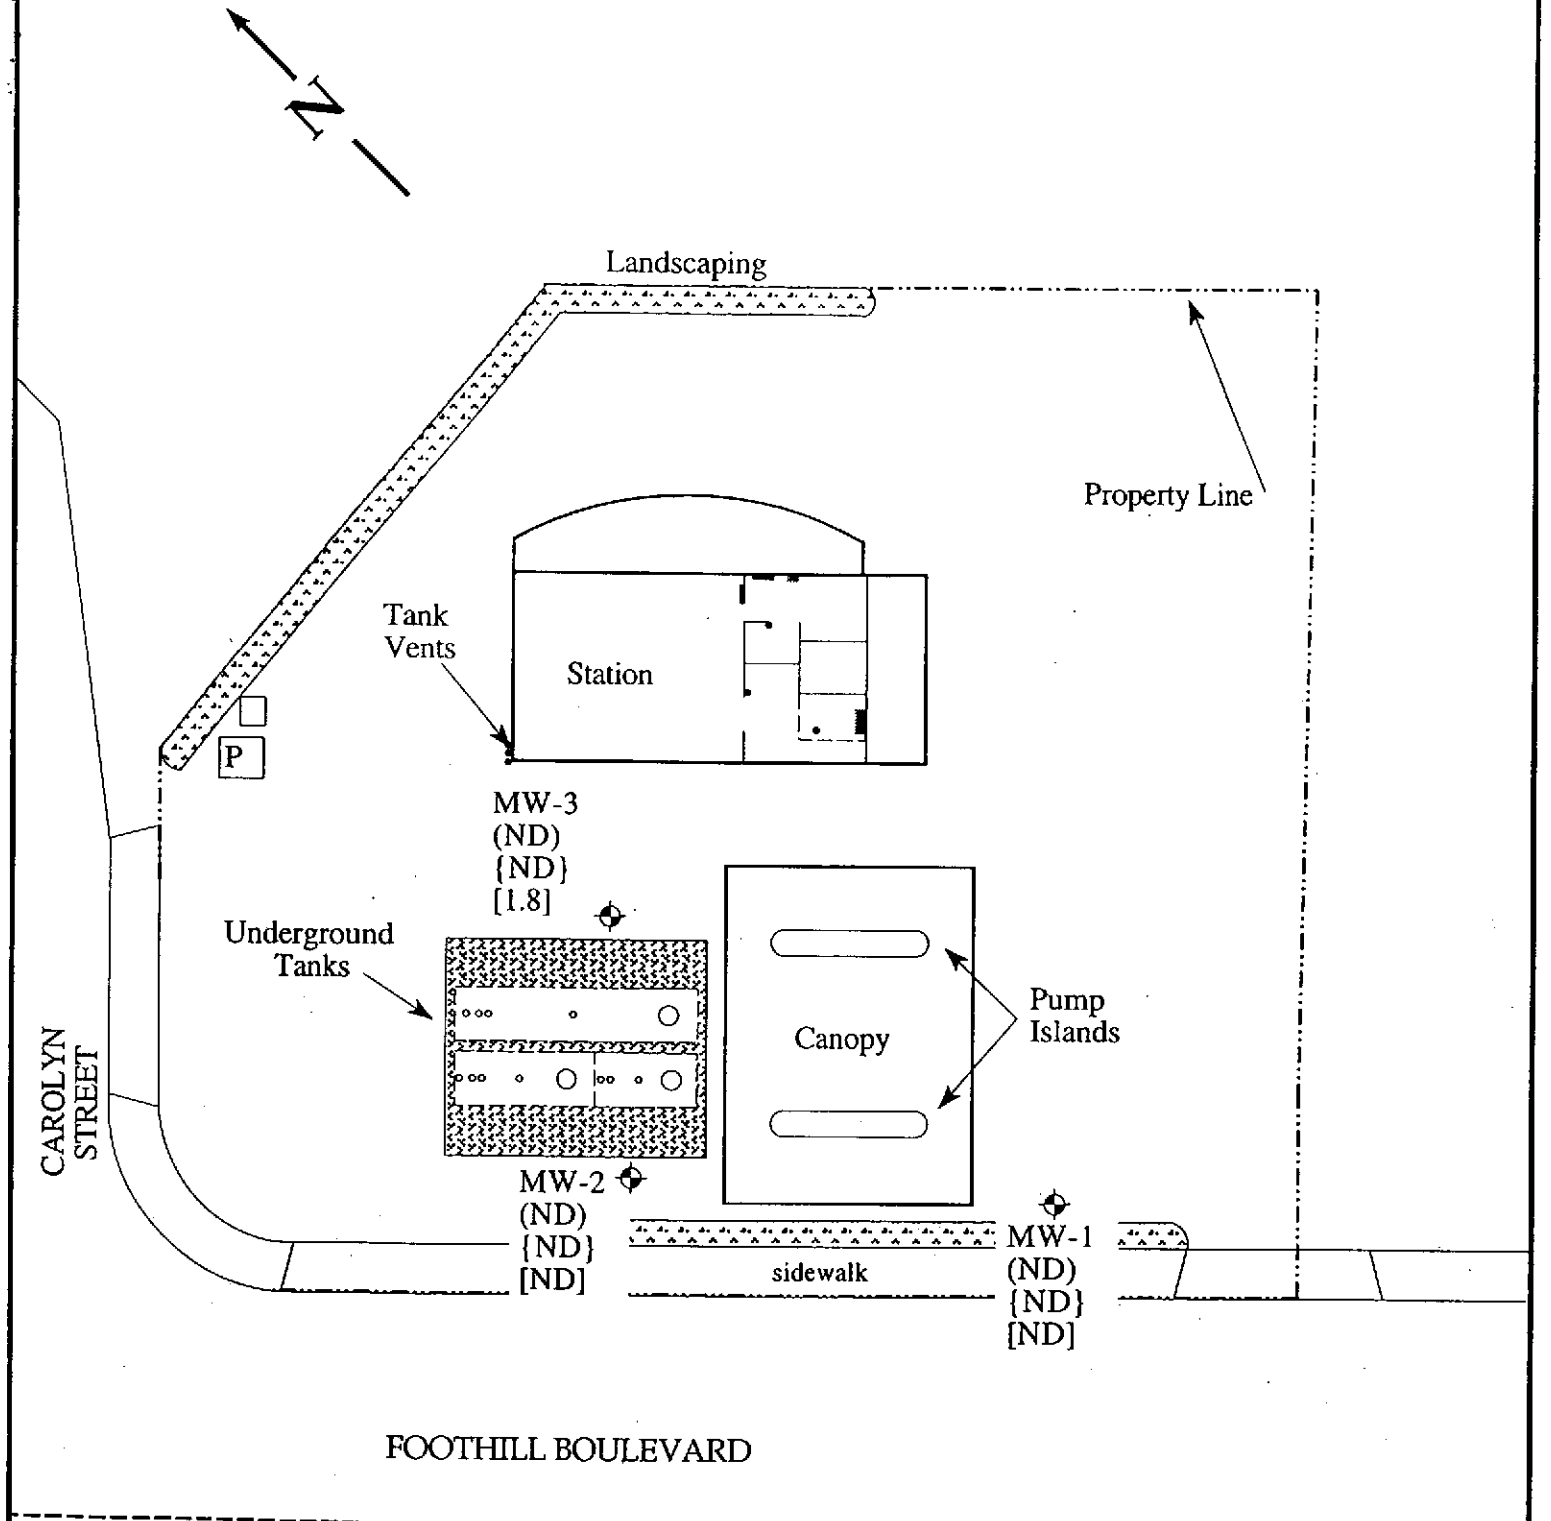 N
Landscaping
Property Line
Tank
Vents
Station
P
MW-3
(ND)
{ND}
[1.8]
Underground
Tanks
Pump
Islands
Canopy
CAROLYN
STREET
MW-2
(ND)
{ND}
[ND]
MW-1
(ND)
{ND}
[ND]
sidewalk
FOOTHILL BOULEVARD